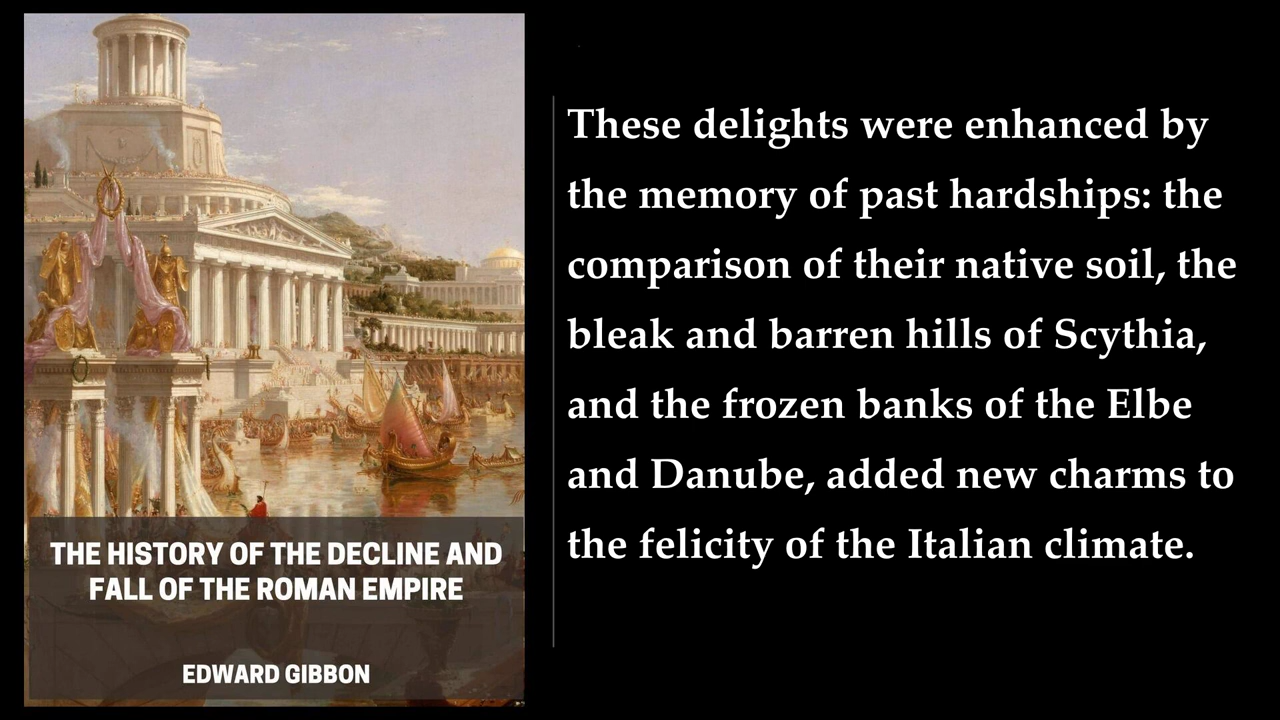 THE HISTORY OF THE DECLINE AND
FALL OF THE ROMAN EMPIRE
EDWARD GIBBON
These delights were enhanced by
the memory of past hardships: the
comparison of their native soil, the
bleak and barren hills of Scythia,
and the frozen banks of the Elbe
and Danube, added new charms to
the felicity of the Italian climate.